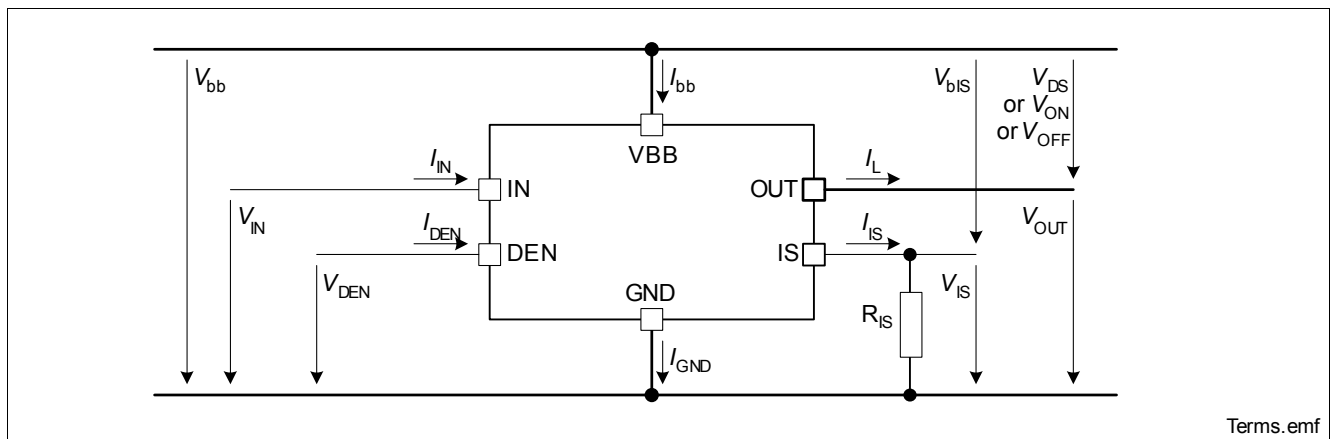 Vbb
Ibb
VbIS
VDS
or VON
or VOFF
VBB
IIN
IN
OUT
IL
VIN
IDEN
DEN
IS
IIS
VOUT
VDEN
GND
RIS
VIS
IGND
Terms.emf